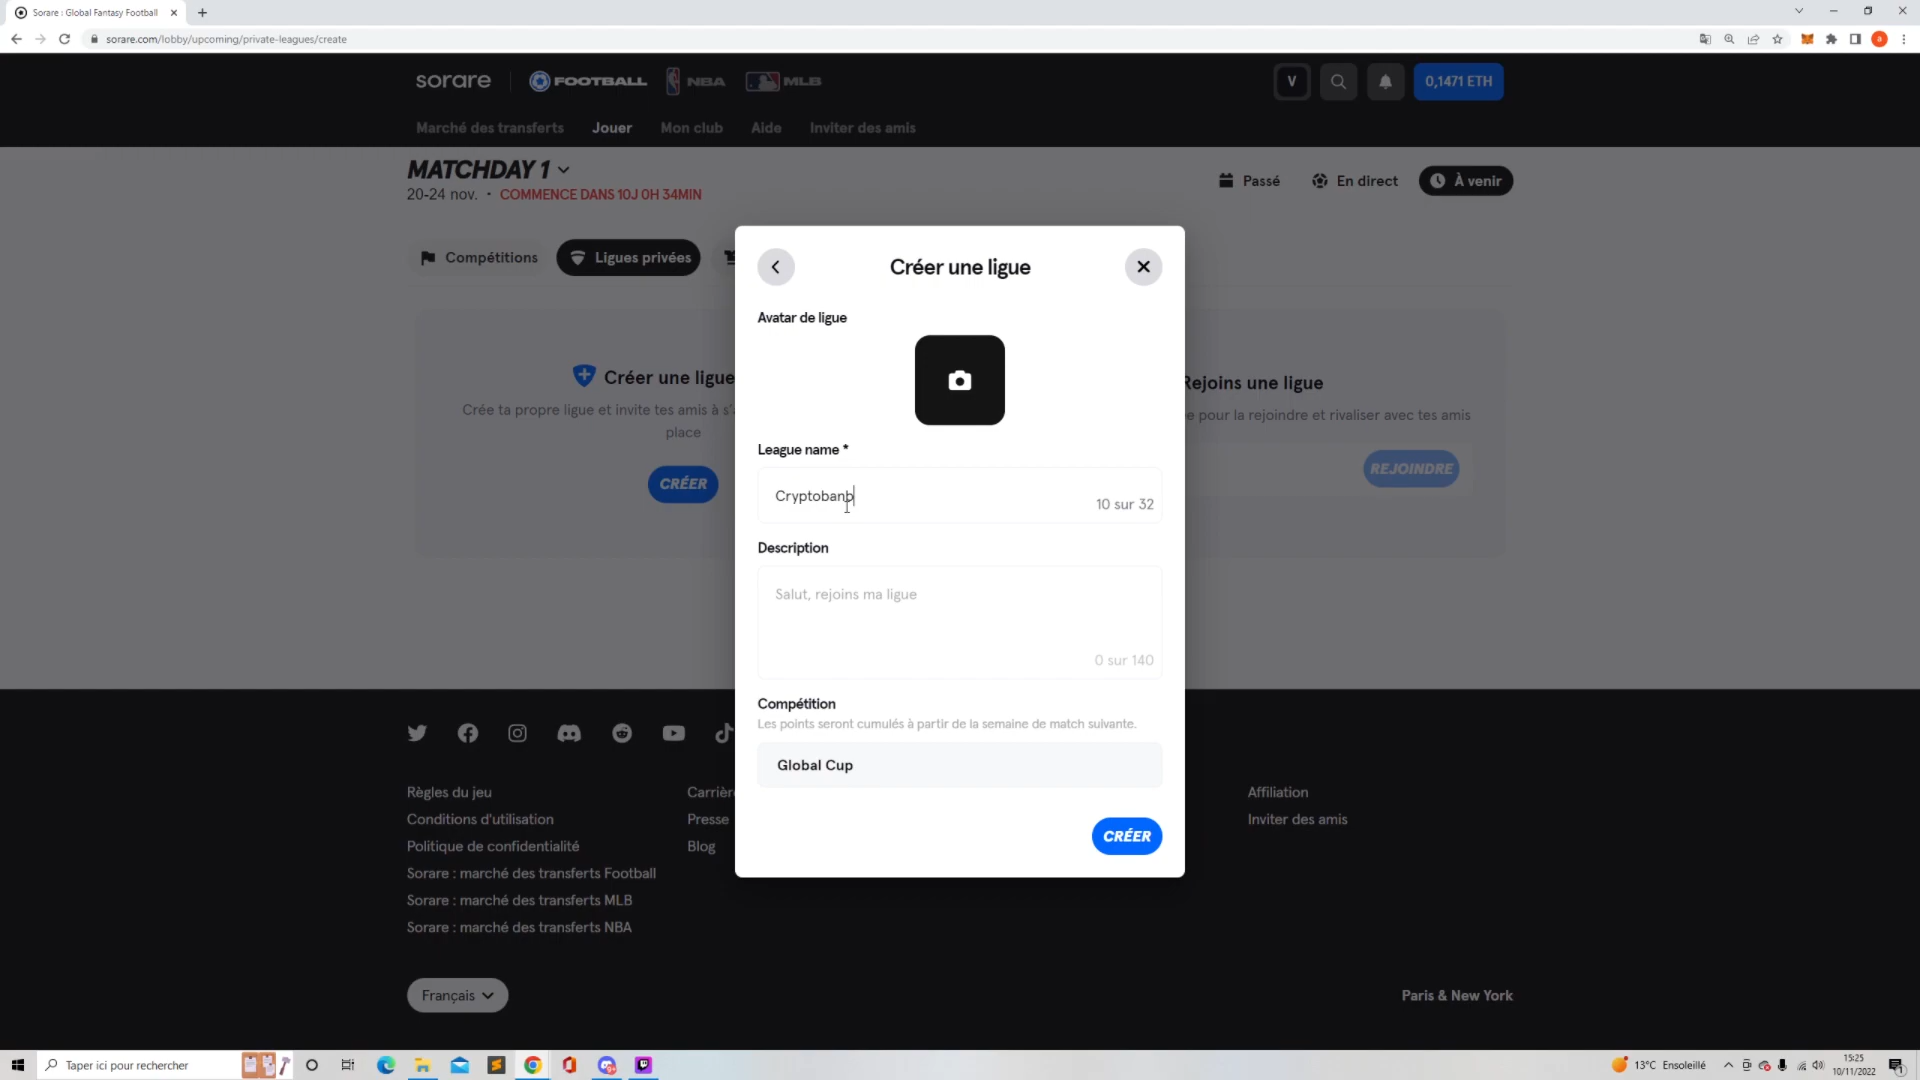 Sorare : Global Fantasy Football
sorare.com/lobby/upcoming/private-leagues/create
sorare FOOTBALL NBA MLB
V 0,1471 ETH
Marché des transferts Jouer Mon club Aide Inviter des amis
MATCHDAY 1
20-24 nov. · COMMENCE DANS 10J 0H 34MIN
Passé En direct À venir
Compétitions Ligues privées
Créer une ligue
Avatar de ligue
Créer une ligue
Crée ta propre ligue et invite tes amis à s'a
place
CRÉER
Rejoins une ligue
e pour la rejoindre et rivaliser avec tes amis
REJOINDRE
League name *
Cryptobanb
10 sur 32
Description
Salut, rejoins ma ligue
0 sur 140
Compétition
Les points seront cumulés à partir de la semaine de match suivante.
Global Cup
CRÉER
Règles du jeu
Conditions d'utilisation
Politique de confidentialité
Sorare : marché des transferts Football
Sorare : marché des transferts MLB
Sorare : marché des transferts NBA
Carrièr
Presse
Blog
Affiliation
Inviter des amis
Français
Paris & New York
Taper ici pour rechercher
13°C Ensoleillé
15:25
10/11/2022